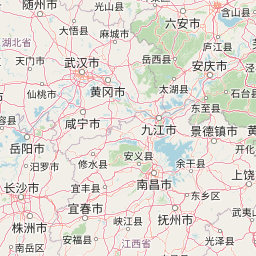 随州市
光山县
六安市
含山县
大悟县
麻城市
庐江县
湖北省
岳西县
天门市
武汉市
安庆市
太湖县
仙桃市
黄冈市
石台县
东至县
咸宁市
九江市
景德镇市
岳阳市
安义县
汨罗市
修水县
余干县
上饶
长沙市
宜丰县
南昌市
东乡区
宜春市
株洲市
峡江县
抚州市
武夷
安福县
南岳区
江西省
光泽县